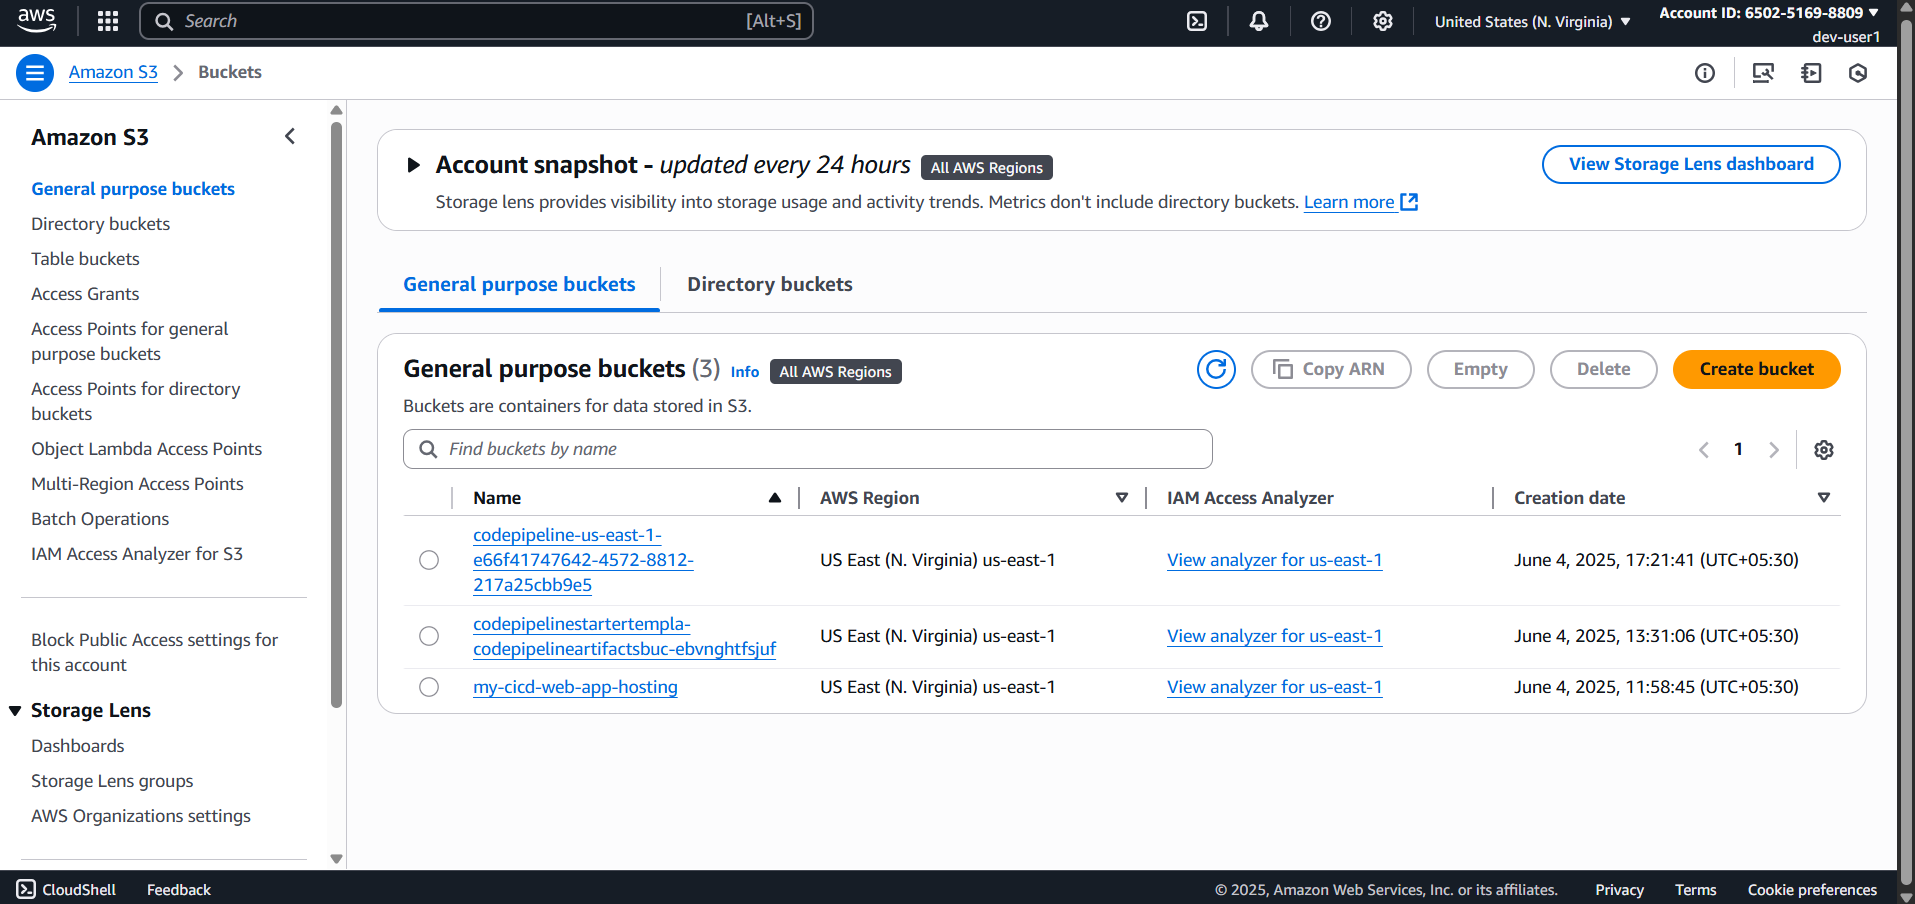 aws
Search
[Alt+S]
United States (N. Virginia)
Account ID: 6502-5169-8809
dev-user1
Amazon S3
Buckets
Amazon S3
General purpose buckets
Directory buckets
Table buckets
Access Grants
Access Points for general
purpose buckets
Access Points for directory
buckets
Object Lambda Access Points
Multi-Region Access Points
Batch Operations
IAM Access Analyzer for S3
Block Public Access settings for
this account
Storage Lens
Dashboards
Storage Lens groups
AWS Organizations settings
Account snapshot - updated every 24 hours All AWS Regions
View Storage Lens dashboard
Storage lens provides visibility into storage usage and activity trends. Metrics don't include directory buckets. Learn more
General purpose buckets
Directory buckets
General purpose buckets (3) Info All AWS Regions
Copy ARN
Empty
Delete
Create bucket
Buckets are containers for data stored in S3.
Find buckets by name
1
Name
AWS Region
IAM Access Analyzer
Creation date
codepipeline-us-east-1-
e66f41747642-4572-8812-
217a25cbb9e5
US East (N. Virginia) us-east-1
View analyzer for us-east-1
June 4, 2025, 17:21:41 (UTC+05:30)
codepipelinestartertempla-
codepipelineartifactsbuc-ebvnghtfsjuf
US East (N. Virginia) us-east-1
View analyzer for us-east-1
June 4, 2025, 13:31:06 (UTC+05:30)
my-cicd-web-app-hosting
US East (N. Virginia) us-east-1
View analyzer for us-east-1
June 4, 2025, 11:58:45 (UTC+05:30)
CloudShell
Feedback
© 2025, Amazon Web Services, Inc. or its affiliates.
Privacy
Terms
Cookie preferences